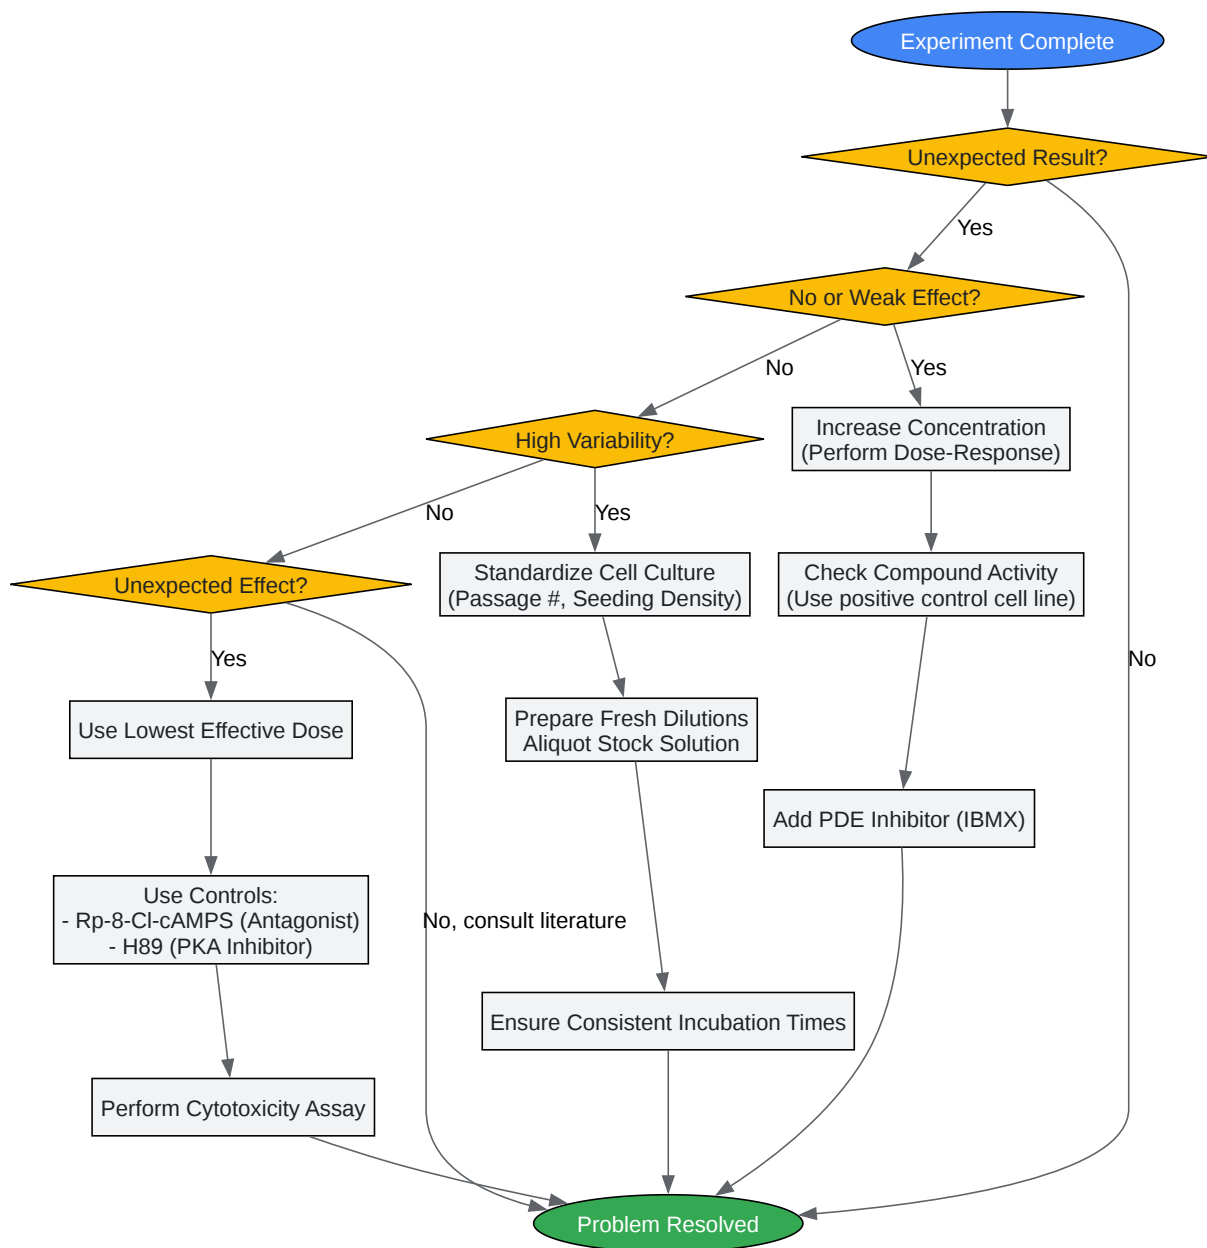 Experiment Complete
Unexpected Result?
Yes
No or Weak Effect?
No
Yes
High Variability?
Increase Concentration
(Perform Dose-Response)
No
Yes
Unexpected Effect?
Standardize Cell Culture
(Passage #, Seeding Density)
Check Compound Activity
(Use positive control cell line)
Yes
No
Use Lowest Effective Dose
Prepare Fresh Dilutions
Aliquot Stock Solution
Add PDE Inhibitor (IBMX)
Use Controls:
- Rp-8-Cl-cAMPS (Antagonist)
- H89 (PKA Inhibitor)
No, consult literature
Ensure Consistent Incubation Times
Perform Cytotoxicity Assay
Problem Resolved